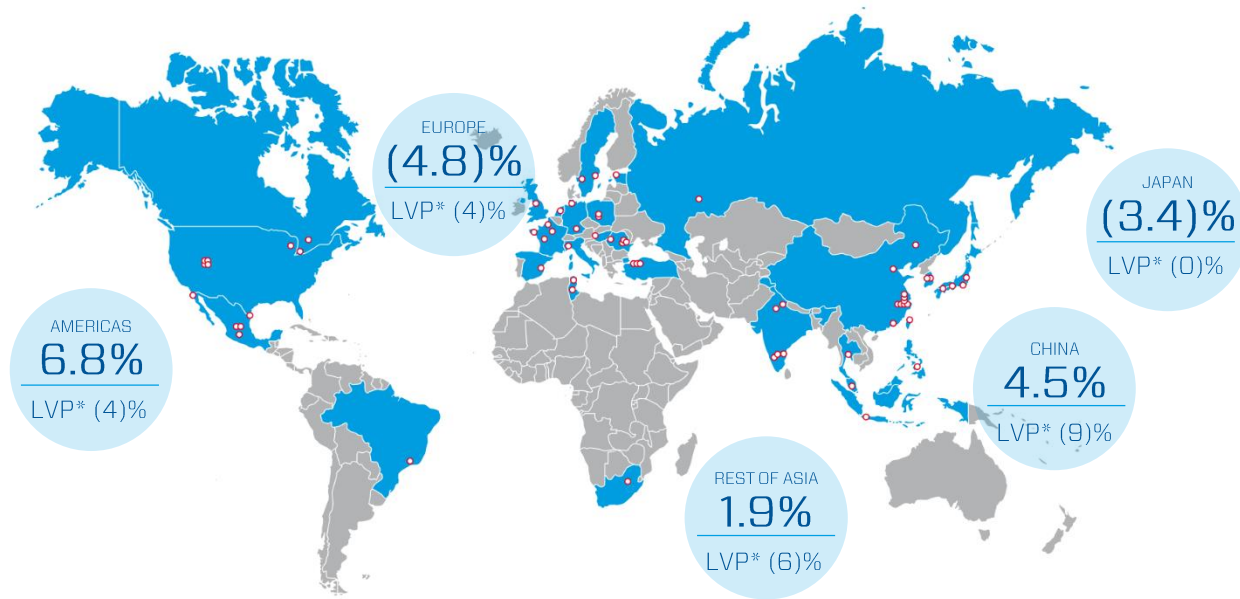 EUROPE
(4.8)%
LVP* (4)%
JAPAN
(3.4)%
LVP* (0)%
AMERICAS
6.8%
LVP* (4)%
CHINA
4.5%
LVP* (9)%
REST OF ASIA
1.9%
LVP* (6)%